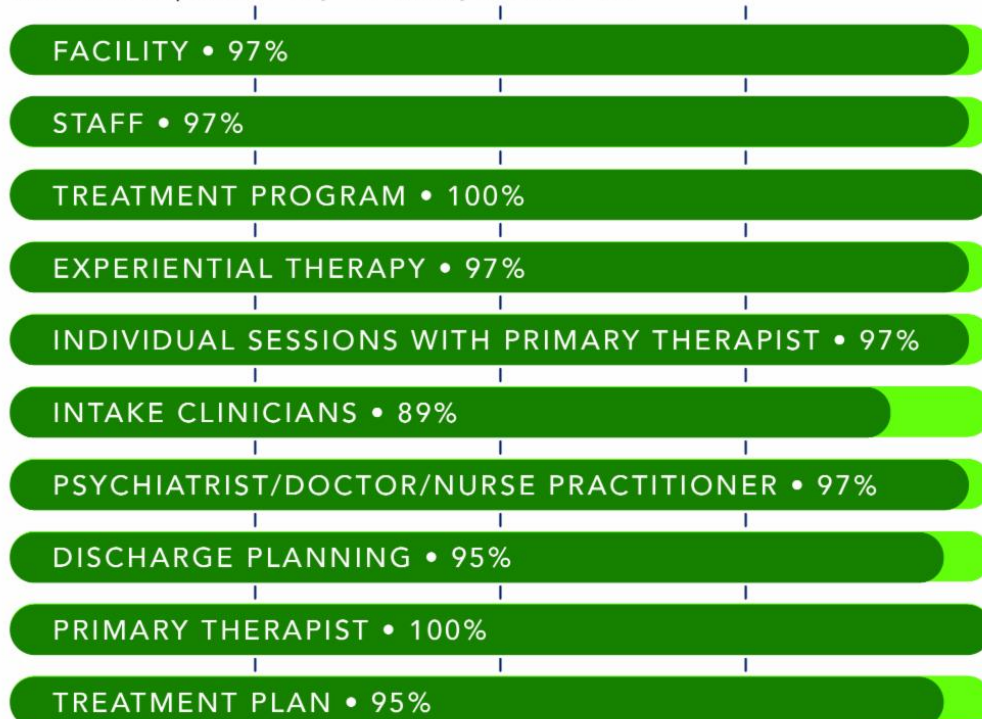 FACILITY • 97%
STAFF • 97%
TREATMENT PROGRAM • 100%
EXPERIENTIAL THERAPY • 97%
INDIVIDUAL SESSIONS WITH PRIMARY THERAPIST • 97%
INTAKE CLINICIANS • 89%
PSYCHIATRIST/DOCTOR/NURSE PRACTITIONER • 97%
DISCHARGE PLANNING • 95%
PRIMARY THERAPIST • 100%
TREATMENT PLAN • 95%